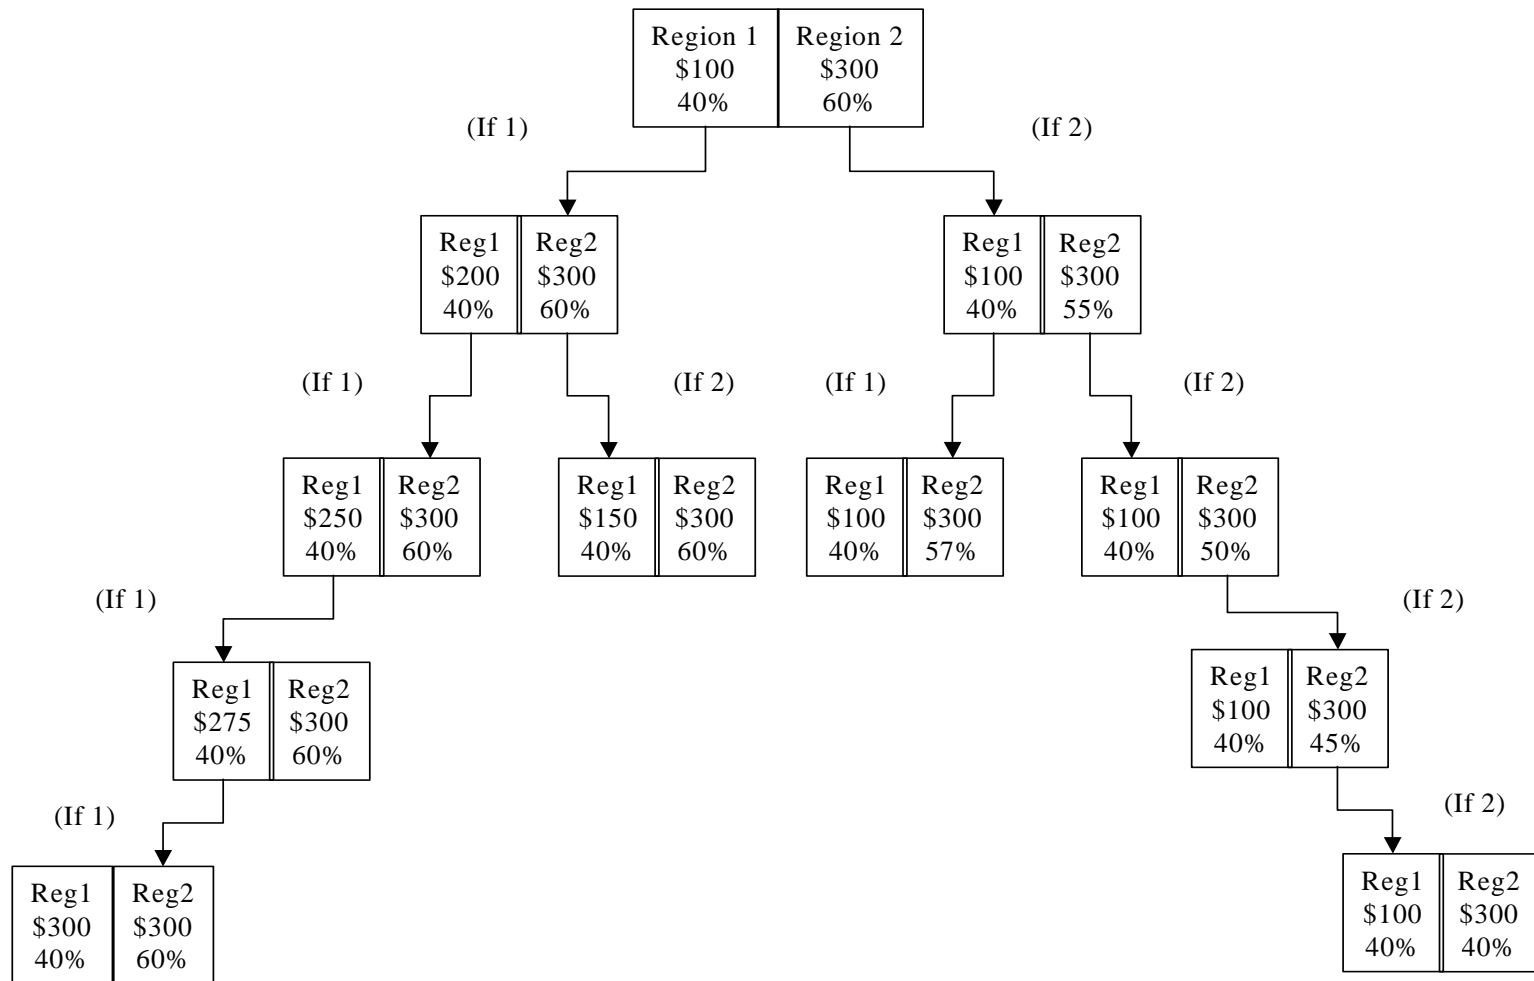 Region 1
$100
40%
Region 2
$300
60%
(If 1)
(If 2)
Reg1
$200
40%
Reg2
$300
60%
Reg1
$100
40%
Reg2
$300
55%
(If 1)
(If 2)
(If 1)
(If 2)
Reg1
$250
40%
Reg2
$300
60%
Reg1
$150
40%
Reg2
$300
60%
Reg1
$100
40%
Reg2
$300
57%
Reg1
$100
40%
Reg2
$300
50%
(If 1)
(If 2)
Reg1
$275
40%
Reg2
$300
60%
Reg1
$100
40%
Reg2
$300
45%
(If 1)
(If 2)
Reg1
$300
40%
Reg2
$300
60%
Reg1
$100
40%
Reg2
$300
40%